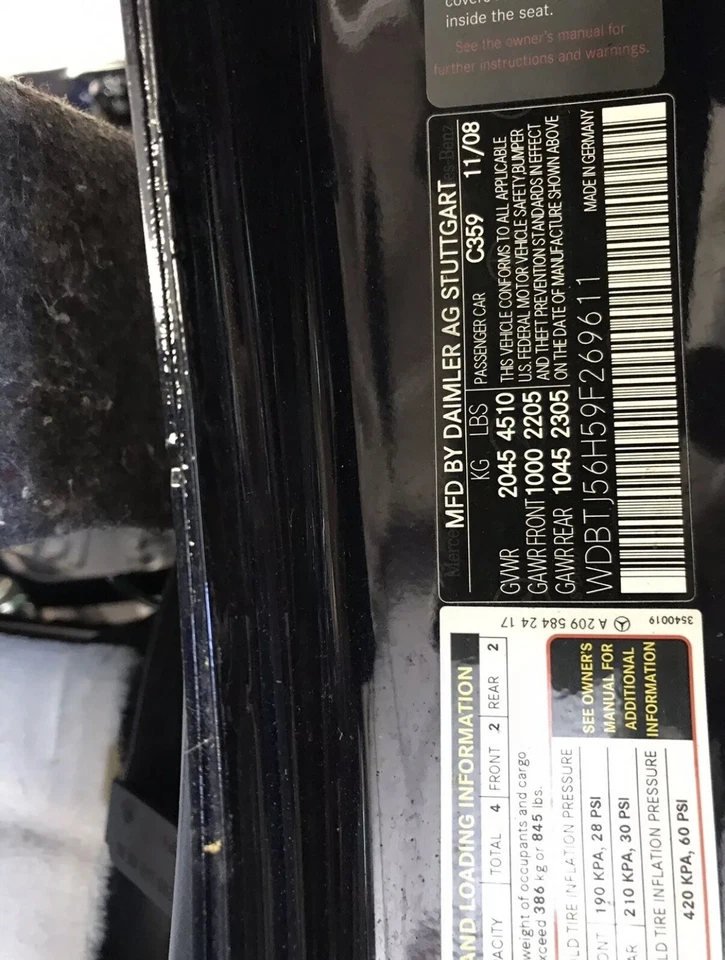 inside the seat.
See the owner's manual for
further instructions and warnings.
MFD BY DAIMLER AG STUTTGART
KG LBS PASSENGER CAR C359 11/08
GVWR 2045 4510
GAWR FRONT 1000 2205
GAWR REAR 1045 2305
THIS VEHICLE CONFORMS TO ALL APPLICABLE
U.S. FEDERAL MOTOR VEHICLE SAFETY,BUMPER
AND THEFT PREVENTION STANDARDS IN EFFECT
ON THE DATE OF MANUFACTURE SHOWN ABOVE
WDBTJ56H59F269611 MADE IN GERMANY
A 209 584 24 17
3540019
AND LOADING INFORMATION
ACITY TOTAL 4 FRONT 2 REAR 2
weight of occupants and cargo
xceed 386 kg or 845 lbs.
LD TIRE INFLATION PRESSURE
190 KPA, 28 PSI
AR 210 KPA, 30 PSI
LD TIRE INFLATION PRESSURE
420 KPA, 60 PSI
SEE OWNER'S
MANUAL FOR
ADDITIONAL
INFORMATION